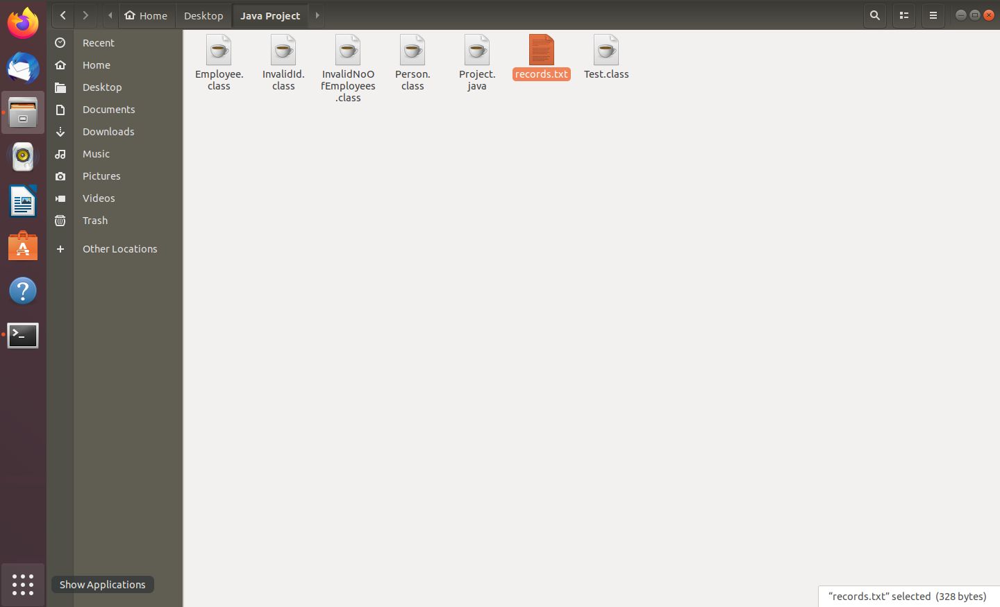 Home
Desktop
Java Project
Recent
Home
Desktop
Documents
Downloads
Music
Pictures
Videos
Trash
Other Locations
Employee.
class
InvalidId.
class
InvalidNoO
fEmployees
.class
Person.
class
Project.
java
records.txt
Test.class
Show Applications
“records.txt” selected (328 bytes)